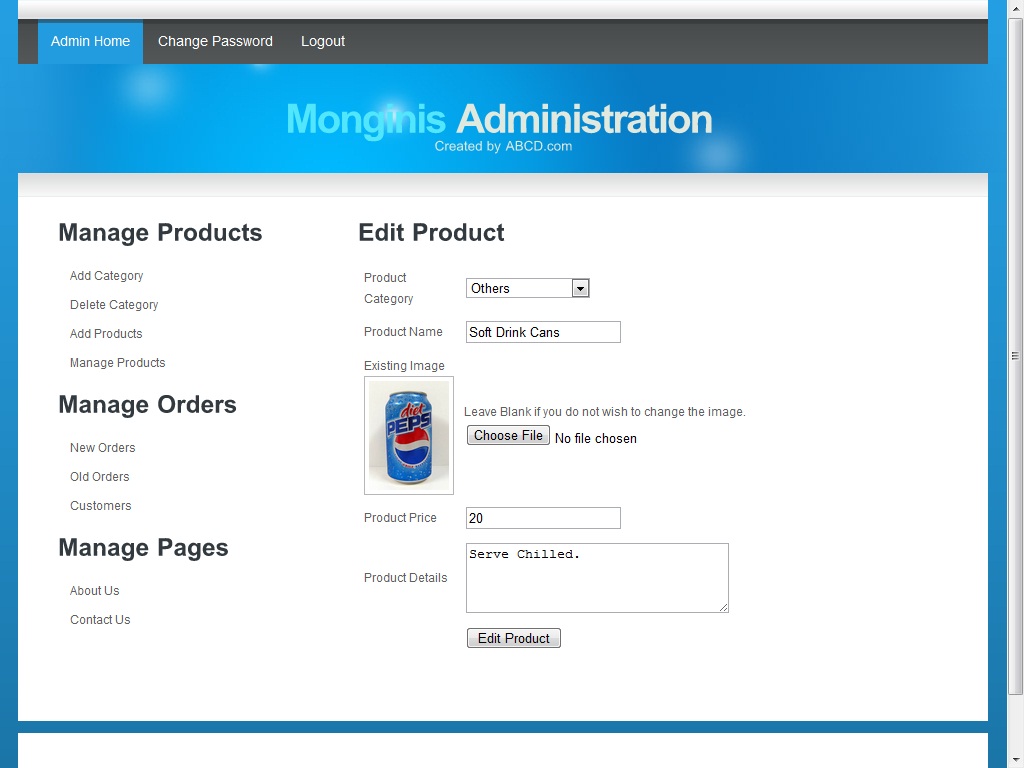 Admin Home Change Password Logout
Monginis Administration
Created by ABCD.com
Manage Products
Add Category
Delete Category
Add Products
Manage Products
Manage Orders
New Orders
Old Orders
Customers
Manage Pages
About Us
Contact Us
Edit Product
Product
Category
Others
Product Name
Soft Drink Cans
Existing Image
diet
PEPSI
Leave Blank if you do not wish to change the image.
Choose File No file chosen
Product Price
20
Product Details
Serve Chilled.
Edit Product